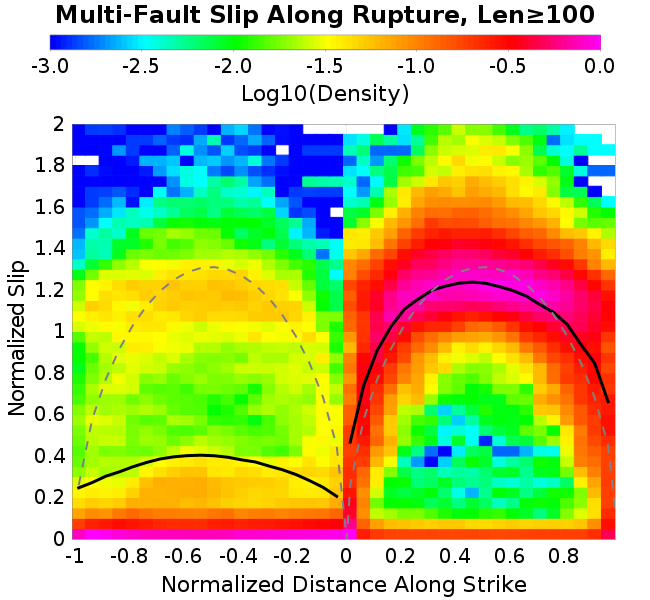 Multi-Fault Slip Along Rupture, Len≥100
-3.0 -2.5 -2.0 -1.5 -1.0 -0.5 0.0
Log10(Density)
2
1.8
1.6
1.4
1.2
1
0.8
0.6
0.4
0.2
0
Normalized Slip
-1 -0.8 -0.6 -0.4 -0.2 0 0.2 0.4 0.6 0.8
Normalized Distance Along Strike